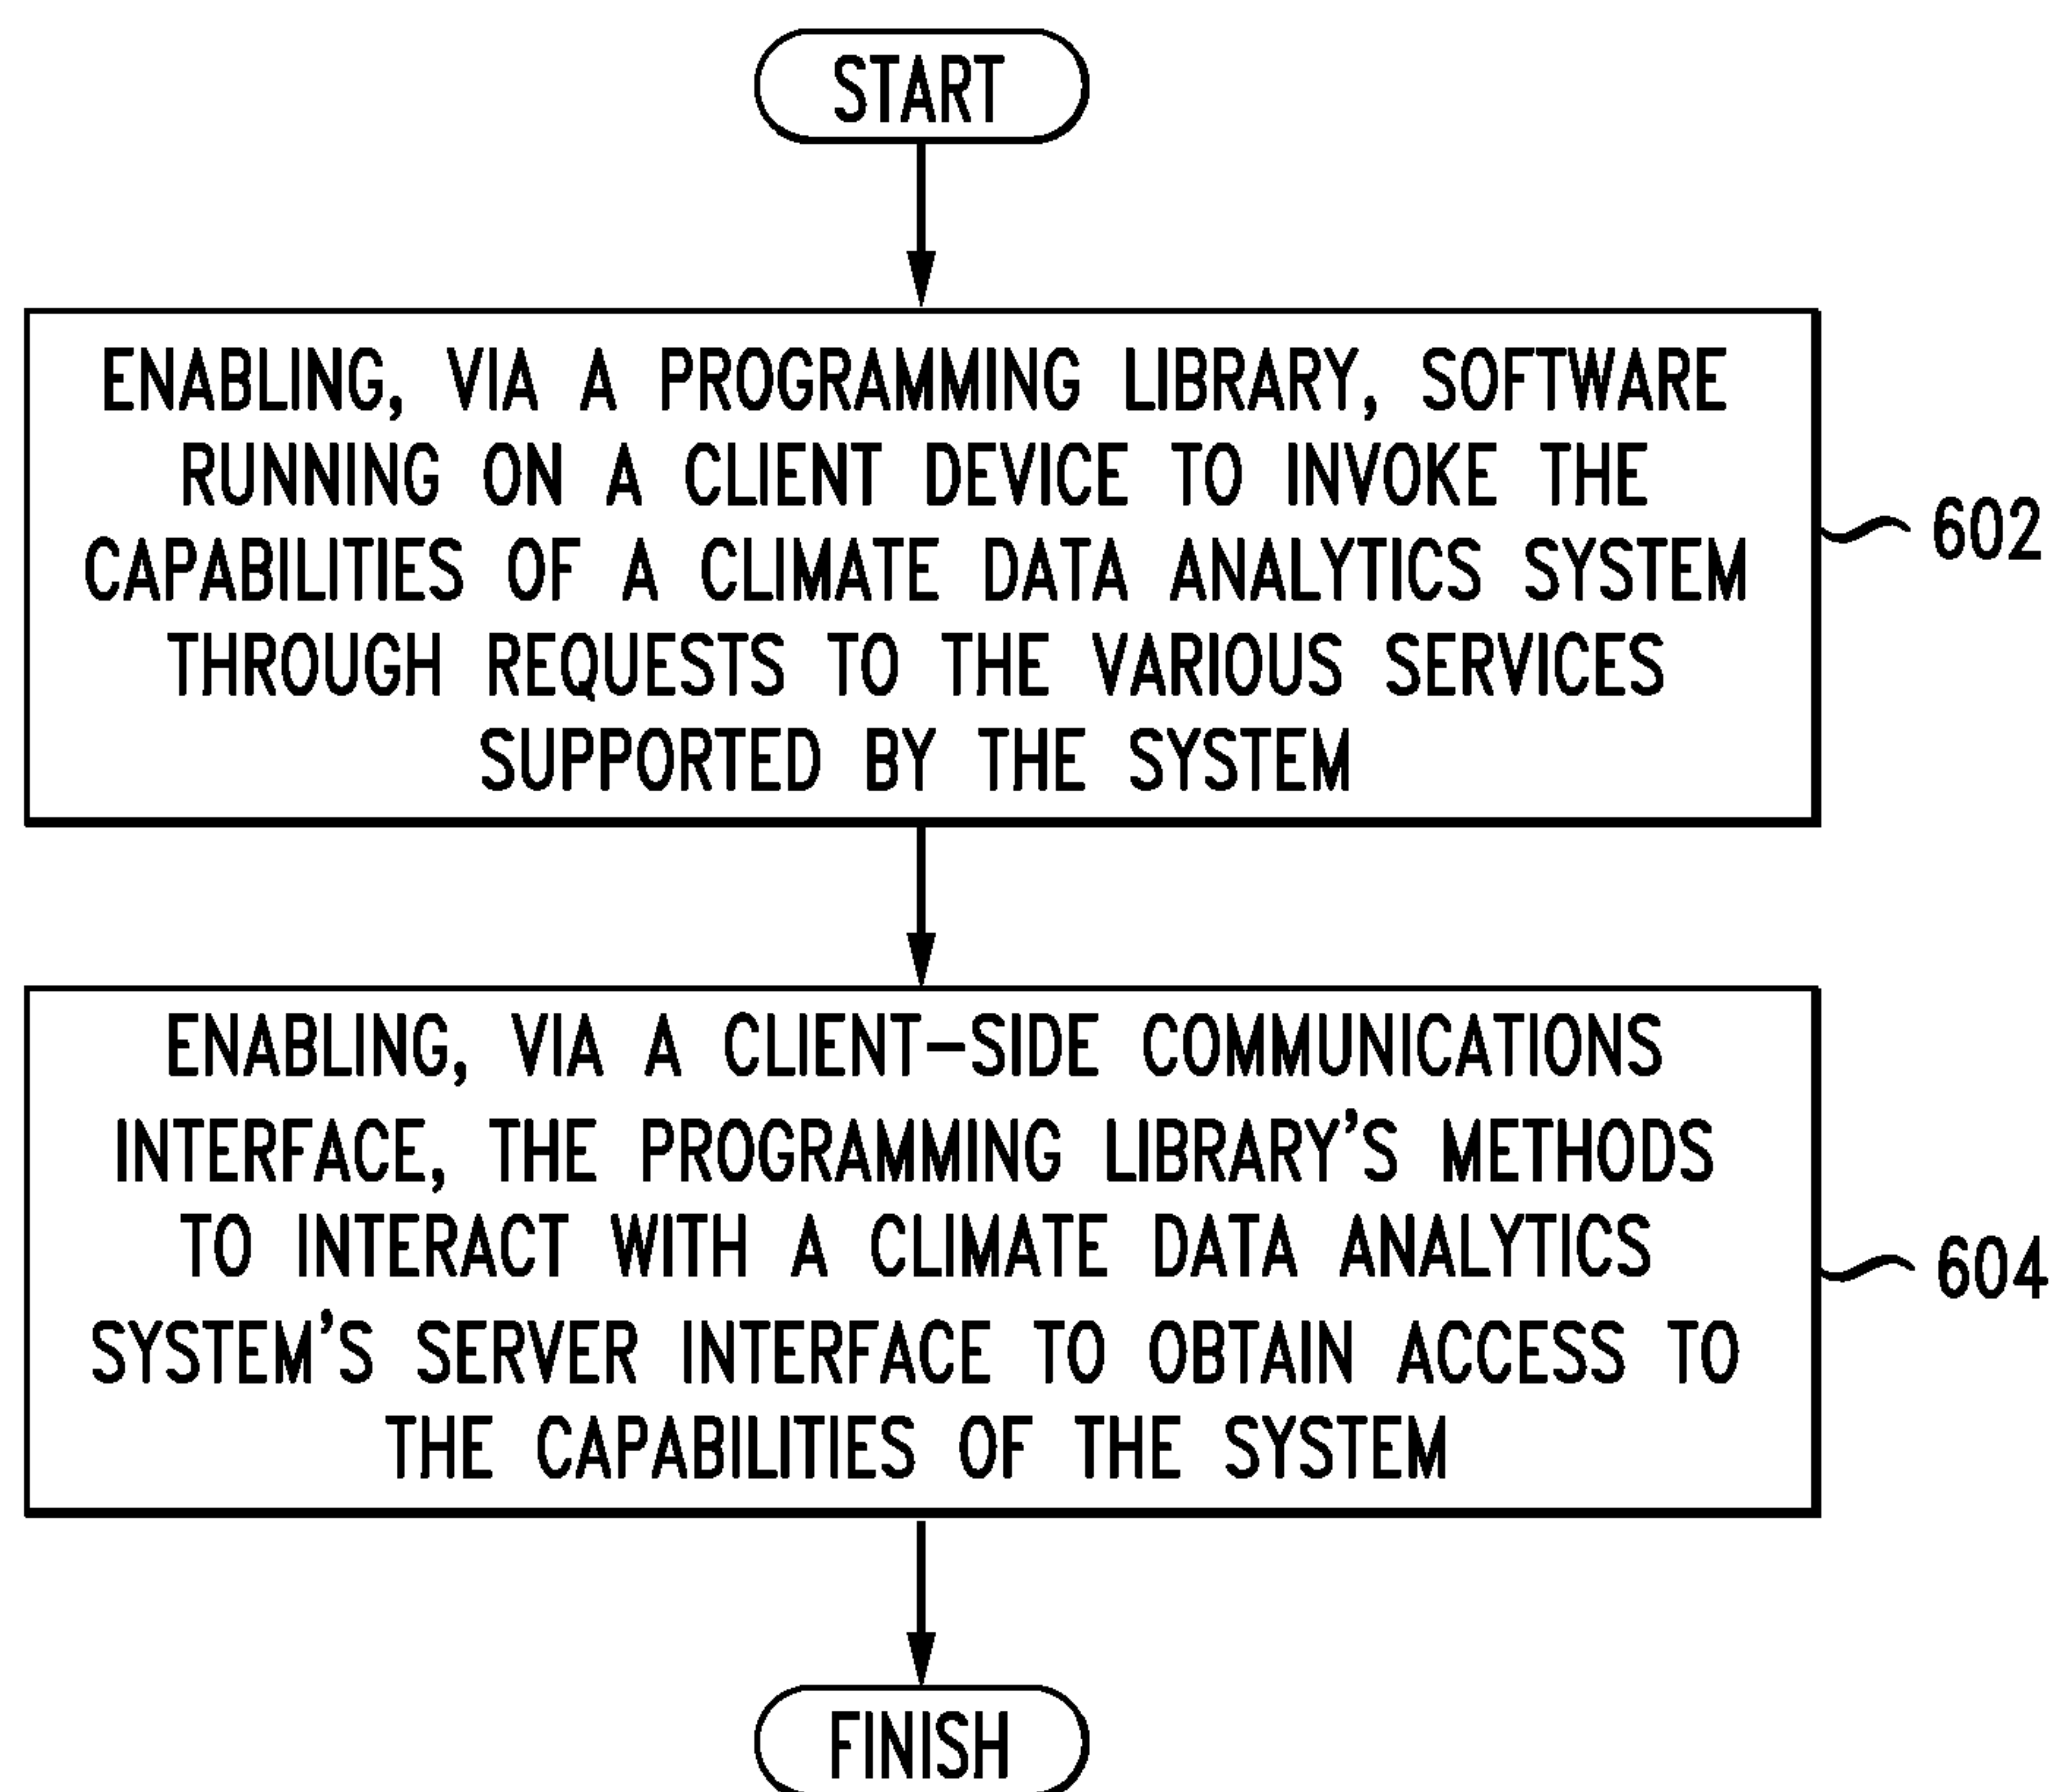 START
ENABLING, VIA A PROGRAMMING LIBRARY, SOFTWARE
RUNNING ON A CLIENT DEVICE TO INVOKE THE
CAPABILITIES OF A CLIMATE DATA ANALYTICS SYSTEM
THROUGH REQUESTS TO THE VARIOUS SERVICES
SUPPORTED BY THE SYSTEM
602
ENABLING, VIA A CLIENT-SIDE COMMUNICATIONS
INTERFACE, THE PROGRAMMING LIBRARY'S METHODS
TO INTERACT WITH A CLIMATE DATA ANALYTICS
SYSTEM'S SERVER INTERFACE TO OBTAIN ACCESS TO
THE CAPABILITIES OF THE SYSTEM
604
FINISH